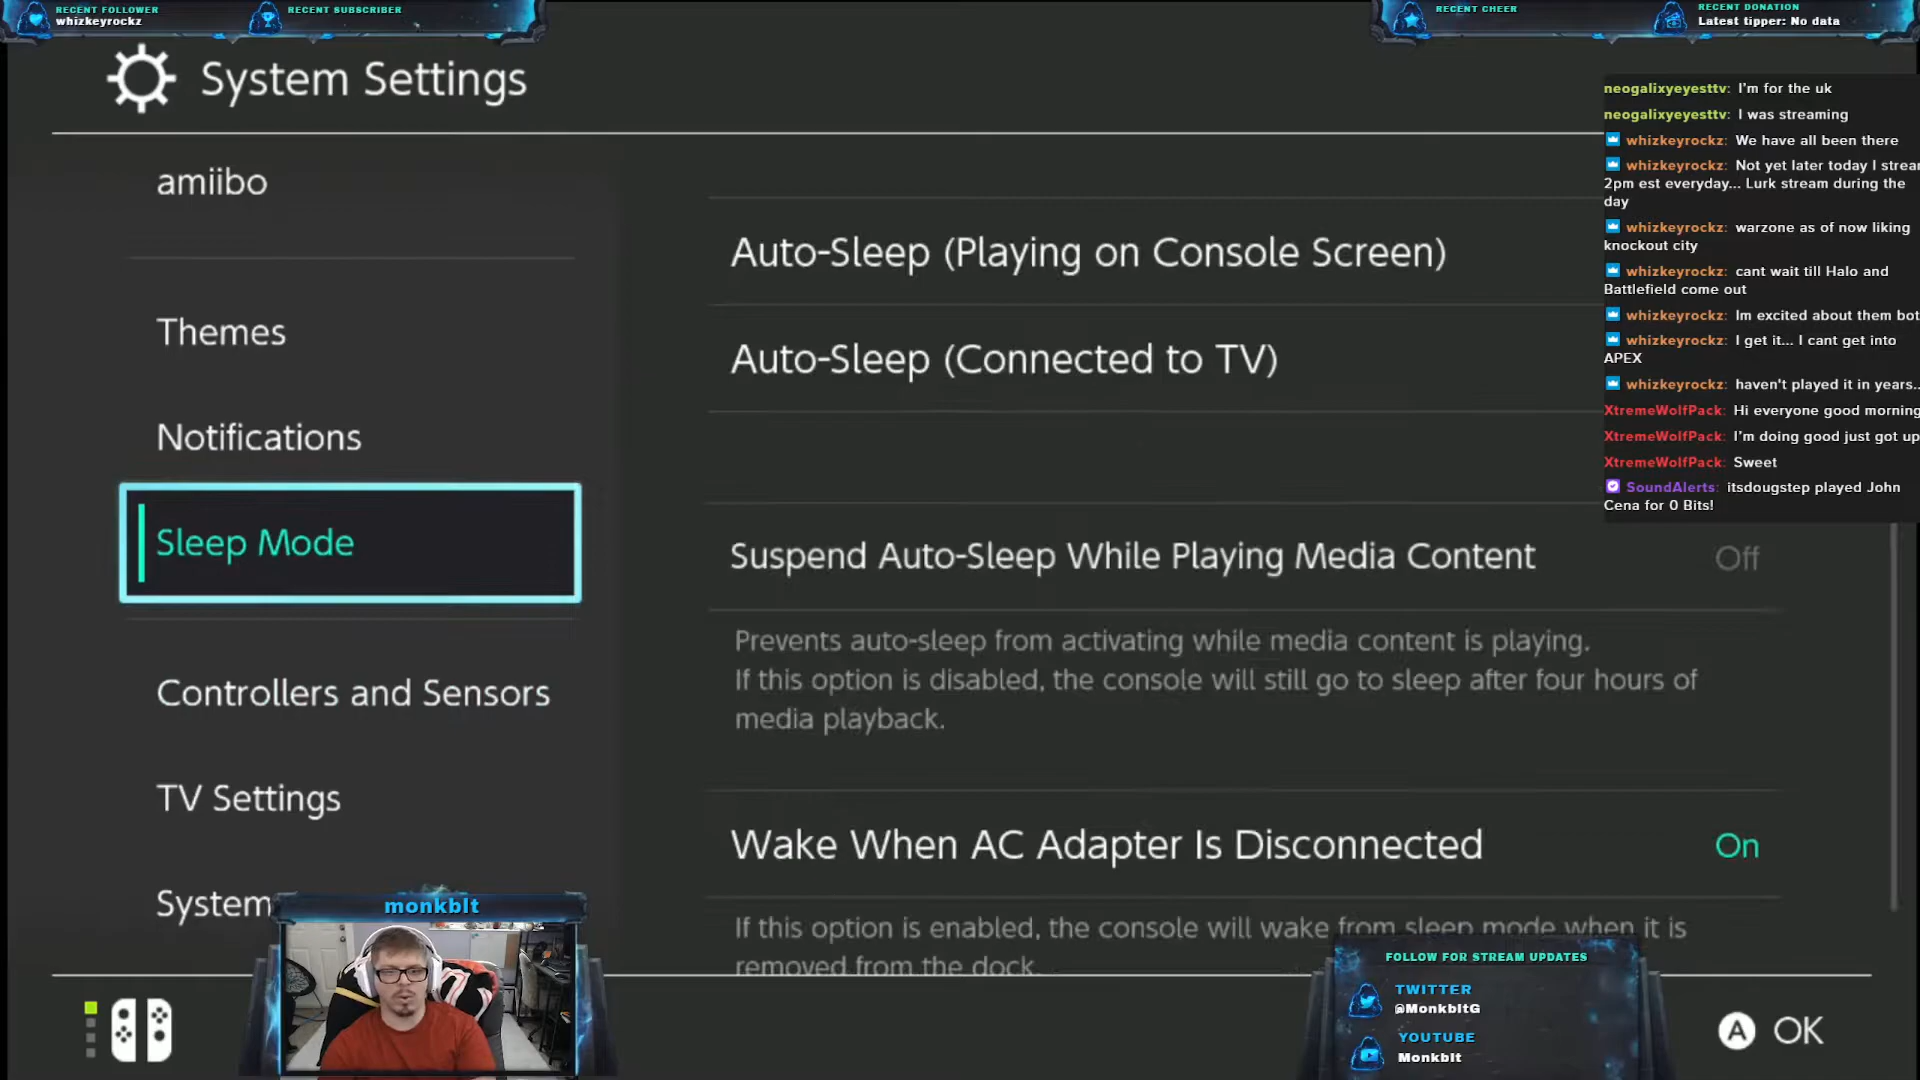 RECENT FOLLOWER
whizkeyrockz
RECENT SUBSCRIBER
RECENT CHEER
RECENT DONATION
Latest tipper: No data
System Settings
amiibo
Themes
Notifications
Sleep Mode
Controllers and Sensors
TV Settings
System
Auto-Sleep (Playing on Console Screen)
Auto-Sleep (Connected to TV)
Suspend Auto-Sleep While Playing Media Content Off
Prevents auto-sleep from activating while media content is playing.
If this option is disabled, the console will still go to sleep after four hours of
media playback.
Wake When AC Adapter Is Disconnected On
If this option is enabled, the console will wake from sleep mode when it is
removed from the dock.
neogalixyeyesttv: I'm for the uk
neogalixyeyesttv: I was streaming
whizkeyrockz: We have all been there
whizkeyrockz: Not yet later today I strear
2pm est everyday... Lurk stream during the
day
whizkeyrockz: warzone as of now liking
knockout city
whizkeyrockz: cant wait till Halo and
Battlefield come out
whizkeyrockz: Im excited about them bot
whizkeyrockz: I get it... I cant get into
APEX
whizkeyrockz: haven't played it in years..
XtremeWolfPack: Hi everyone good morning
XtremeWolfPack: I'm doing good just got up
XtremeWolfPack: Sweet
SoundAlerts: itsdougstep played John
Cena for 0 Bits!
monkblt
FOLLOW FOR STREAM UPDATES
TWITTER
@MonkbltG
YOUTUBE
Monkblt
A OK